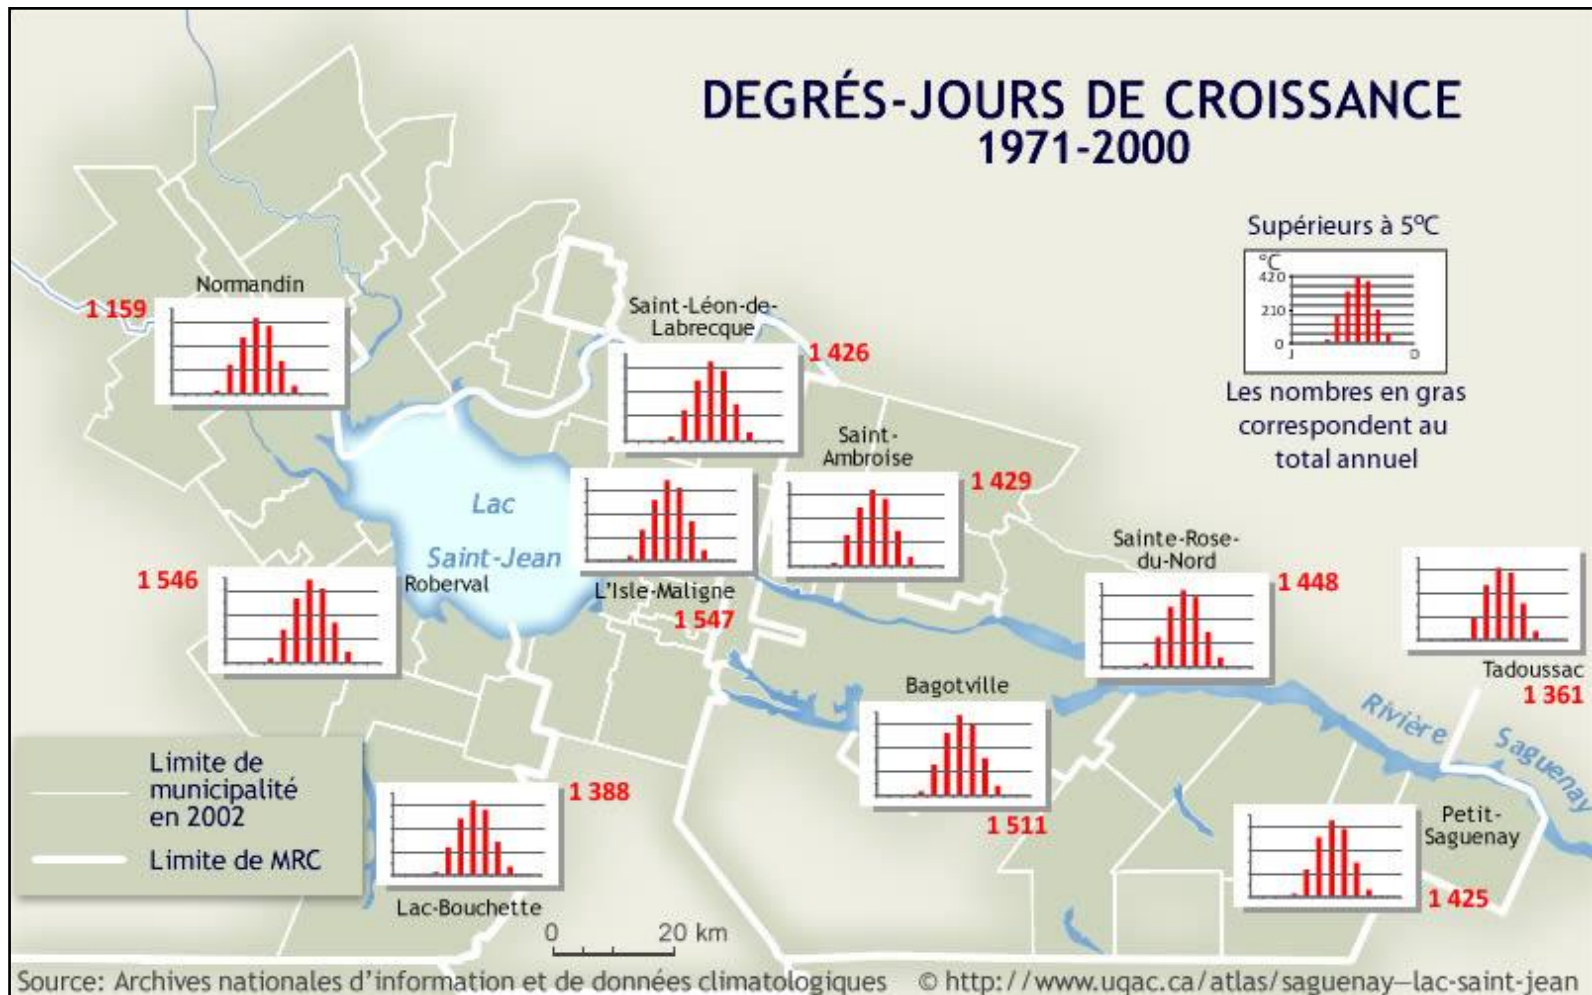 DEGRÉS-JOURS DE CROISSANCE
1971-2000
Supérieurs à 5ºC
ºC
420
210
0
J
D
Les nombres en gras
correspondent au
total annuel
Normandin
1 159
Saint-Léon-de-
Labrecque
1 426
Saint-
Ambroise
1 429
Lac
Saint-Jean
L'Isle-Maligne
1 547
Roberval
1 546
Sainte-Rose-
du-Nord
1 448
Tadoussac
1 361
Bagotville
1 511
Rivière Saguenay
Petit-
Saguenay
1 425
Lac-Bouchette
1 388
Limite de
municipalité
en 2002
Limite de MRC
0 20 km
Source: Archives nationales d'information et de données climatologiques © http://www.uqac.ca/atlas/saguenay—lac-saint-jean